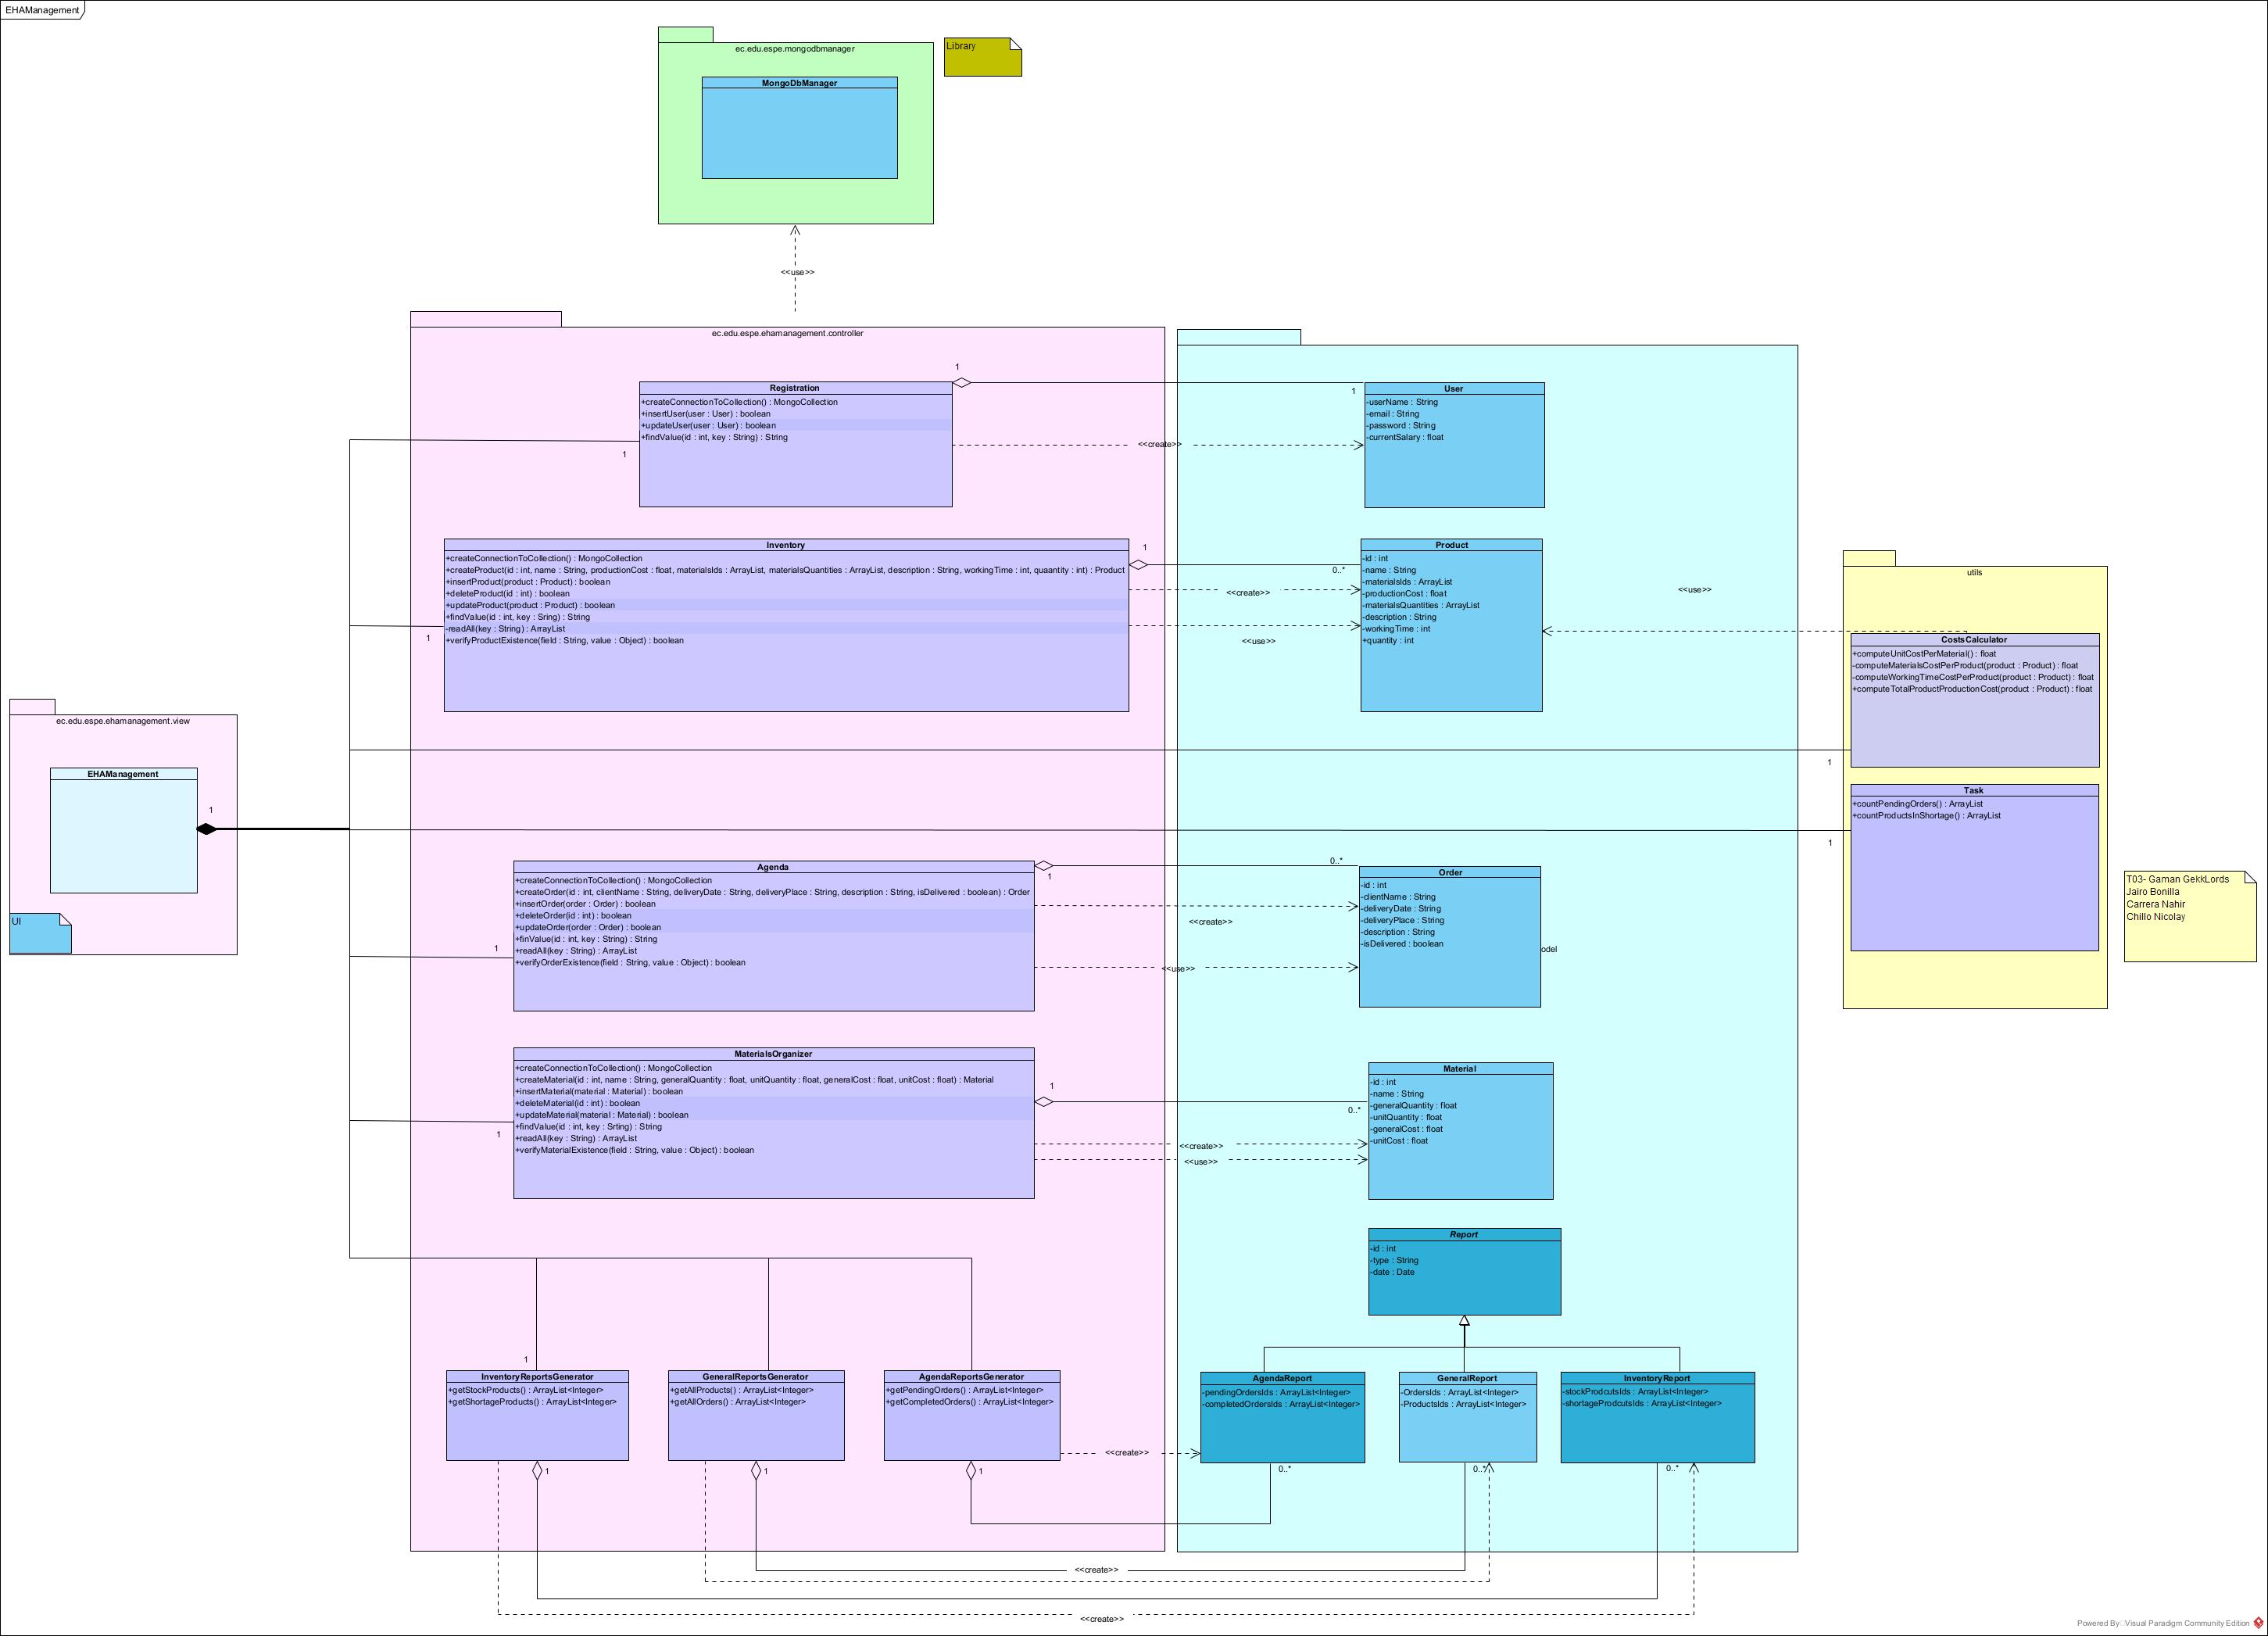 EHAManagement
ec.edu.espe.mongodbmanager
MongoDbManager
Library
<<use>>
ec.edu.espe.ehamanagement.controller
Registration
+createConnectionToCollection() : MongoCollection
+insertUser(user : User) : boolean
+updateUser(user : User) : boolean
+findValue(id : int, key : String) : String
1
1
1
<<create>>
User
-userName : String
-email : String
-password : String
-currentSalary : float
Inventory
+createConnectionToCollection() : MongoCollection
+createProduct(id : int, name : String, productionCost : float, materialsIds : ArrayList, materialsQuantities : ArrayList, description : String, workingTime : int, quaantity : int) : Product
+insertProduct(product : Product) : boolean
+deleteProduct(id : int) : boolean
+updateProduct(product : Product) : boolean
+findValue(id : int, key : Sring) : String
-readAll(key : String) : ArrayList
+verifyProductExistence(field : String, value : Object) : boolean
1
1
0..*
<<create>>
<<use>>
Product
-id : int
-name : String
-materialsIds : ArrayList
-productionCost : float
-materialsQuantities : ArrayList
-description : String
-workingTime : int
+quantity : int
<<use>>
utils
CostsCalculator
+computeUnitCostPerMaterial() : float
-computeMaterialsCostPerProduct(product : Product) : float
-computeWorkingTimeCostPerProduct(product : Product) : float
+computeTotalProductProductionCost(product : Product) : float
1
Task
+countPendingOrders() : ArrayList
+countProductsInShortage() : ArrayList
1
ec.edu.espe.ehamanagement.view
EHAManagement
1
UI
Agenda
+createConnectionToCollection() : MongoCollection
+createOrder(id : int, clientName : String, deliveryDate : String, deliveryPlace : String, description : String, isDelivered : boolean) : Order
+insertOrder(order : Order) : boolean
+deleteOrder(id : int) : boolean
+updateOrder(order : Order) : boolean
+finValue(id : int, key : String) : String
+readAll(key : String) : ArrayList
+verifyOrderExistence(field : String, value : Object) : boolean
1
1
0..*
<<create>>
<<use>>
Order
-id : int
-clientName : String
-deliveryDate : String
-deliveryPlace : String
-description : String
-isDelivered : boolean
odel
T03- Gaman GekkLords
Jairo Bonilla
Carrera Nahir
Chillo Nicolay
MaterialsOrganizer
+createConnectionToCollection() : MongoCollection
+createMaterial(id : int, name : String, generalQuantity : float, unitQuantity : float, generalCost : float, unitCost : float) : Material
+insertMaterial(material : Material) : boolean
+deleteMaterial(id : int) : boolean
+updateMaterial(material : Material) : boolean
+findValue(id : int, key : Srting) : String
+readAll(key : String) : ArrayList
+verifyMaterialExistence(field : String, value : Object) : boolean
1
1
0..*
<<create>>
<<use>>
Material
-id : int
-name : String
-generalQuantity : float
-unitQuantity : float
-generalCost : float
-unitCost : float
Report
-id : int
-type : String
-date : Date
1
InventoryReportsGenerator
+getStockProducts() : ArrayList<Integer>
+getShortageProducts() : ArrayList<Integer>
1
GeneralReportsGenerator
+getAllProducts() : ArrayList<Integer>
+getAllOrders() : ArrayList<Integer>
1
AgendaReportsGenerator
+getPendingOrders() : ArrayList<Integer>
+getCompletedOrders() : ArrayList<Integer>
1
<<create>>
AgendaReport
-pendingOrdersIds : ArrayList<Integer>
-completedOrdersIds : ArrayList<Integer>
0..*
GeneralReport
-OrdersIds : ArrayList<Integer>
-ProductsIds : ArrayList<Integer>
0..*
InventoryReport
-stockProdcutsIds : ArrayList<Integer>
-shortageProdcutsIds : ArrayList<Integer>
0..*
<<create>>
<<create>>
Powered By: Visual Paradigm Community Edition